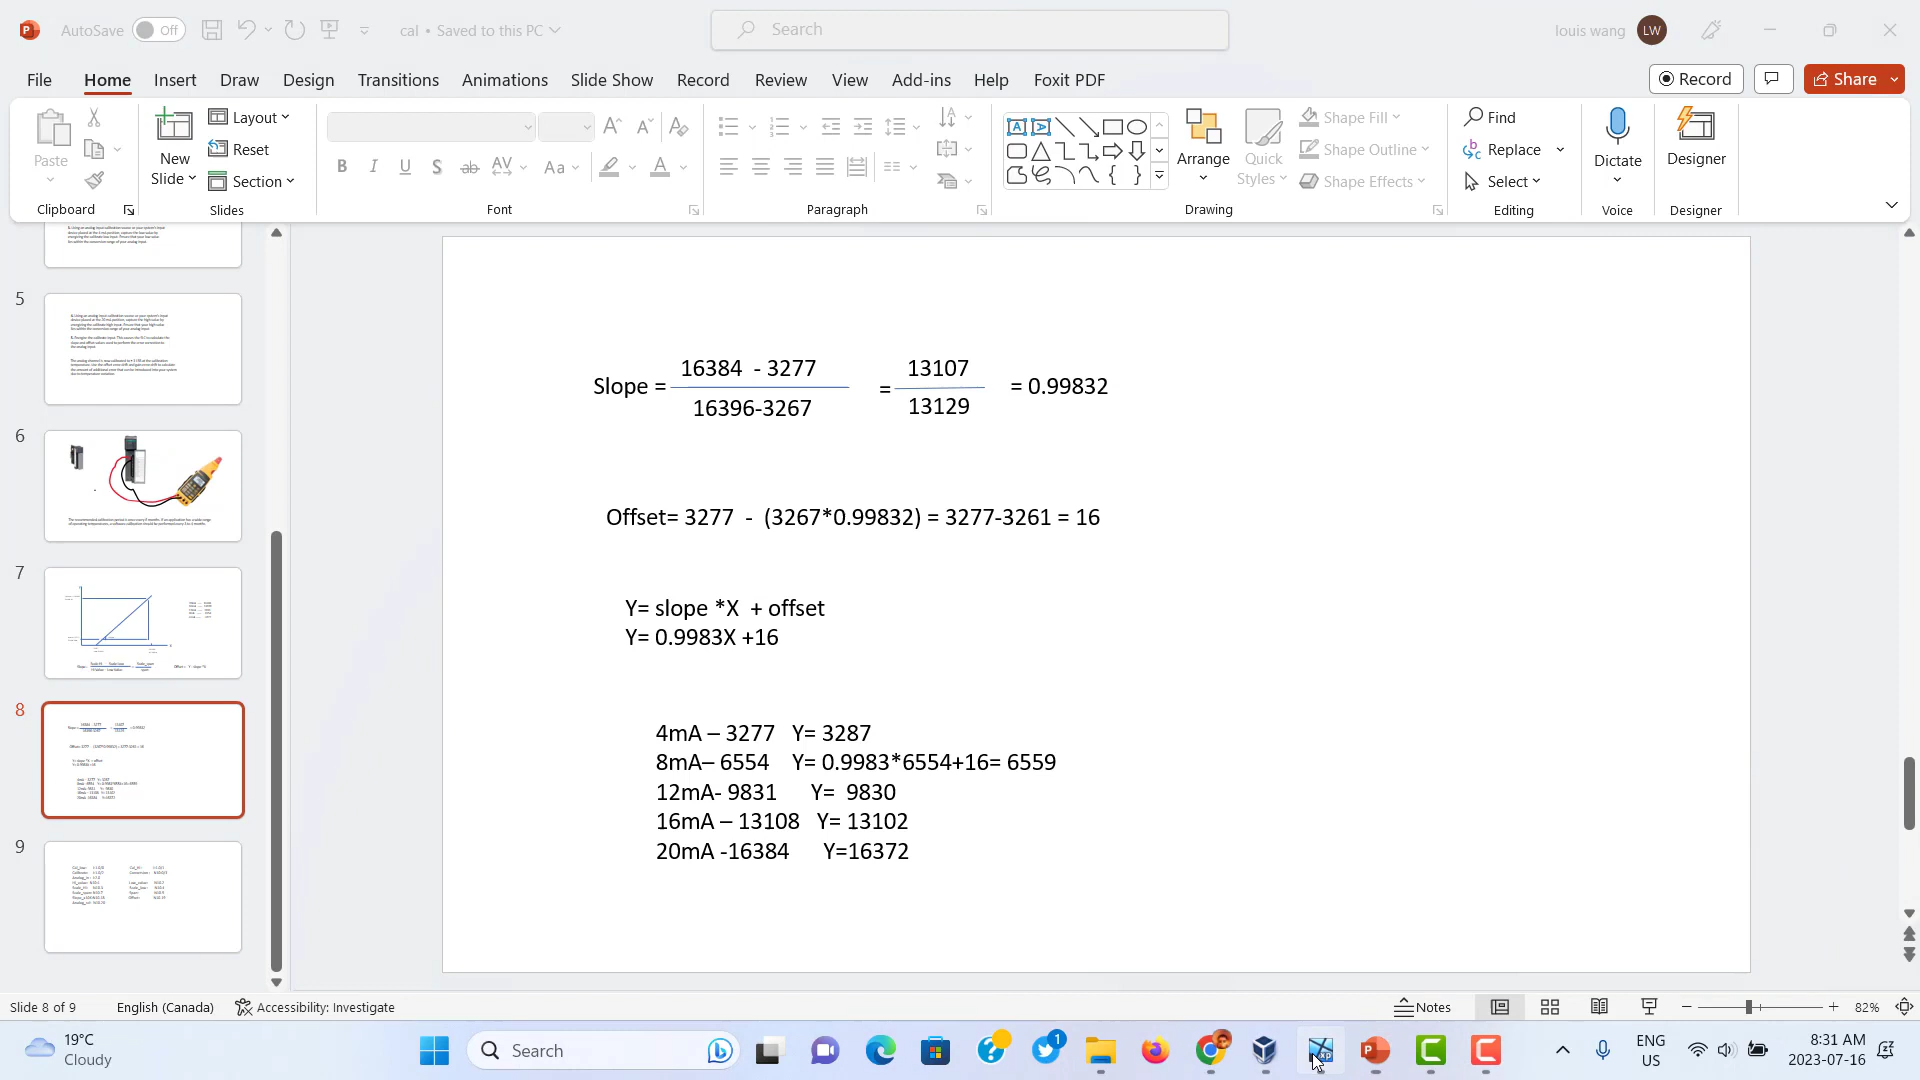 AutoSave Off cal • Saved to this PC Search louis wang LW
File Home Insert Draw Design Slide Show Transitions Animations Record Review View Add-ins Help Foxit PDF Record Share
Paste New Slide Layout Reset Section Arrange Quick Styles Shape Fill Shape Outline Shape Effects Find Replace Select Dictate Designer
Clipboard Slides Font Paragraph Drawing Editing Voice Designer
5
6
7
8
9
Slope = 16384 - 3277 = 13107 = 0.99832
16396-3267 13129
Offset= 3277 - (3267*0.99832) = 3277-3261 = 16
Y= slope *X + offset
Y= 0.9983X +16
4mA – 3277 Y= 3287
8mA– 6554 Y= 0.9983*6554+16= 6559
12mA- 9831 Y= 9830
16mA – 13108 Y= 13102
20mA -16384 Y=16372
Slide 8 of 9 English (Canada) Accessibility: Investigate Notes 82%
19°C
Cloudy
Search
1
ENG
US
8:31 AM
2023-07-16